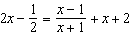 2x − 1/2 = (x − 1)/(x + 1) + x + 2